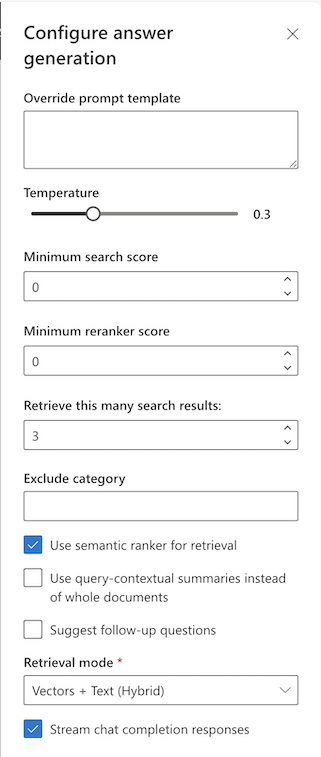 Configure answer
generation
Override prompt template
Temperature
0.3
Minimum search score
0
Minimum reranker score
0
Retrieve this many search results:
3
Exclude category
Use semantic ranker for retrieval
Use query-contextual summaries instead
of whole documents
Suggest follow-up questions
Retrieval mode *
Vectors + Text (Hybrid)
Stream chat completion responses